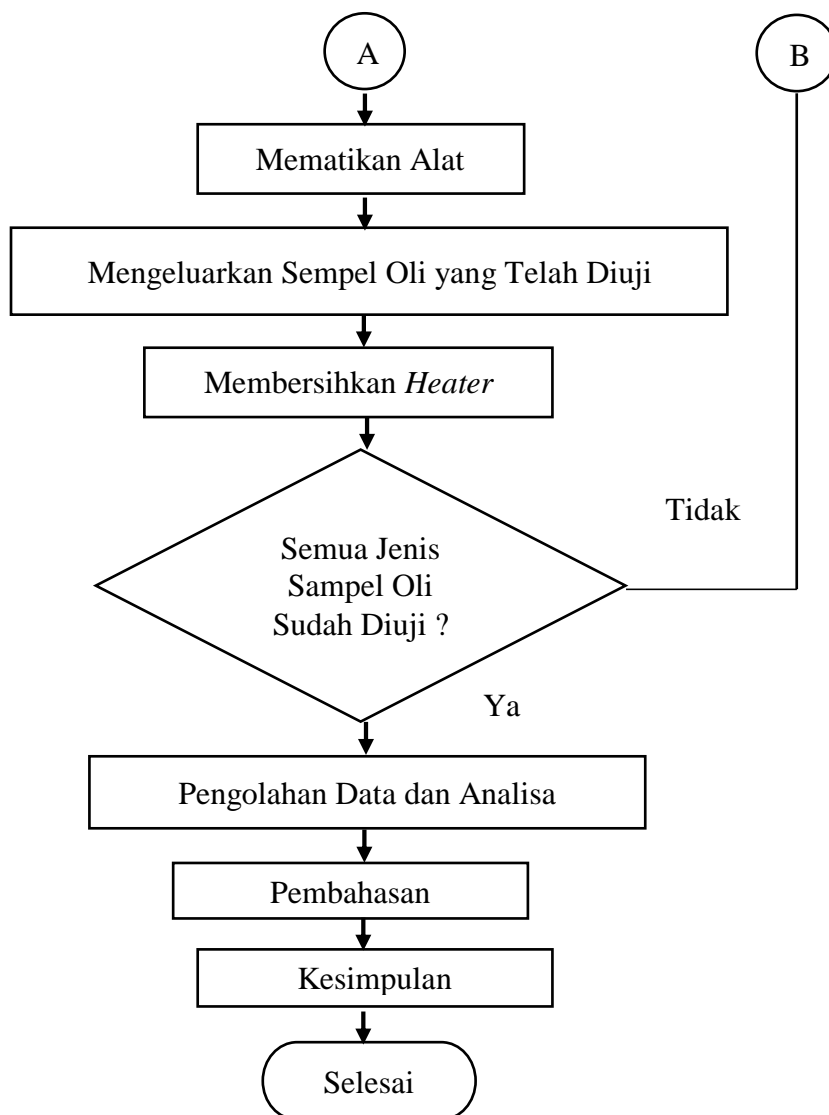 A
B
Mematikan Alat
Mengeluarkan Sempel Oli yang Telah Diuji
Membersihkan Heater
Tidak
Semua Jenis
Sampel Oli
Sudah Diuji ?
Ya
Pengolahan Data dan Analisa
Pembahasan
Kesimpulan
Selesai